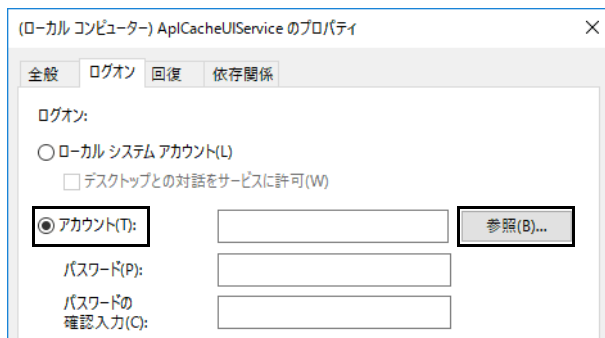 (ローカル コンピューター) AplCacheUIService のプロパティ
全般 ログオン 回復 依存関係
ログオン:
ローカル システム アカウント(L)
デスクトップとの対話をサービスに許可(W)
アカウント(T): 参照(B)...
パスワード(P):
パスワードの
確認入力(C):